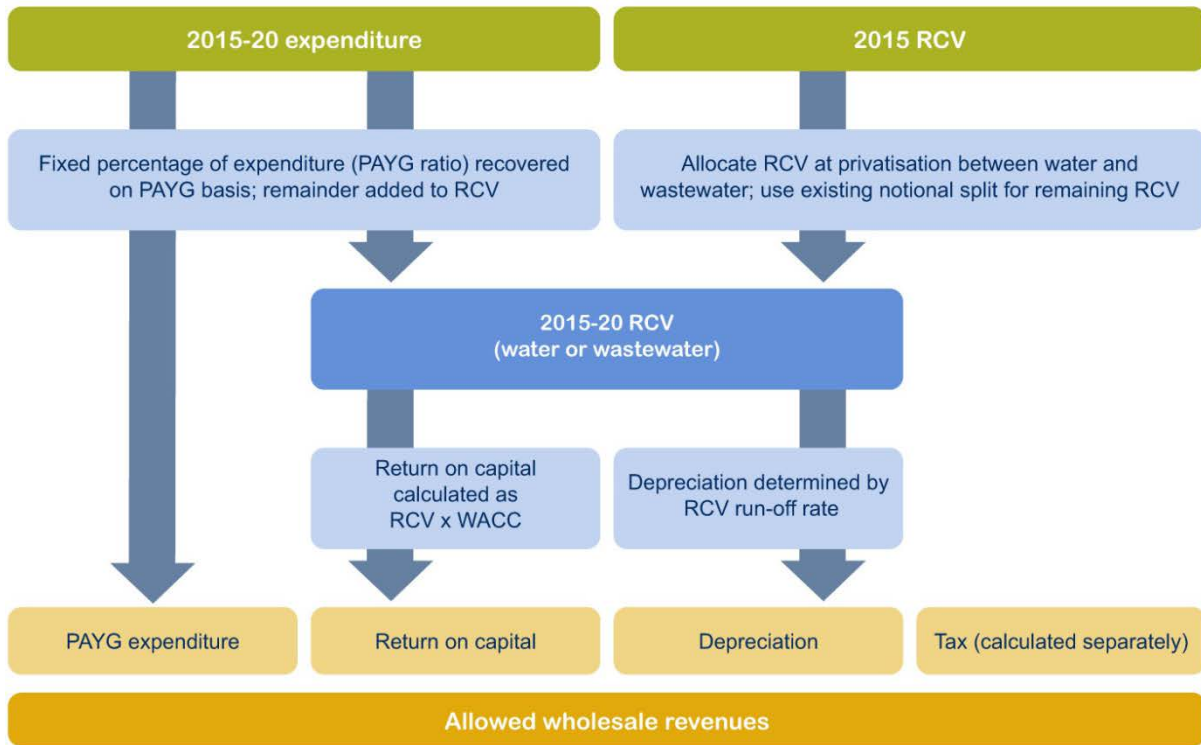 2015-20 expenditure
2015 RCV
Fixed percentage of expenditure (PAYG ratio) recovered
on PAYG basis; remainder added to RCV
Allocate RCV at privatisation between water and
wastewater; use existing notional split for remaining RCV
2015-20 RCV
(water or wastewater)
Return on capital
calculated as
RCV x WACC
Depreciation determined by
RCV run-off rate
PAYG expenditure
Return on capital
Depreciation
Tax (calculated separately)
Allowed wholesale revenues